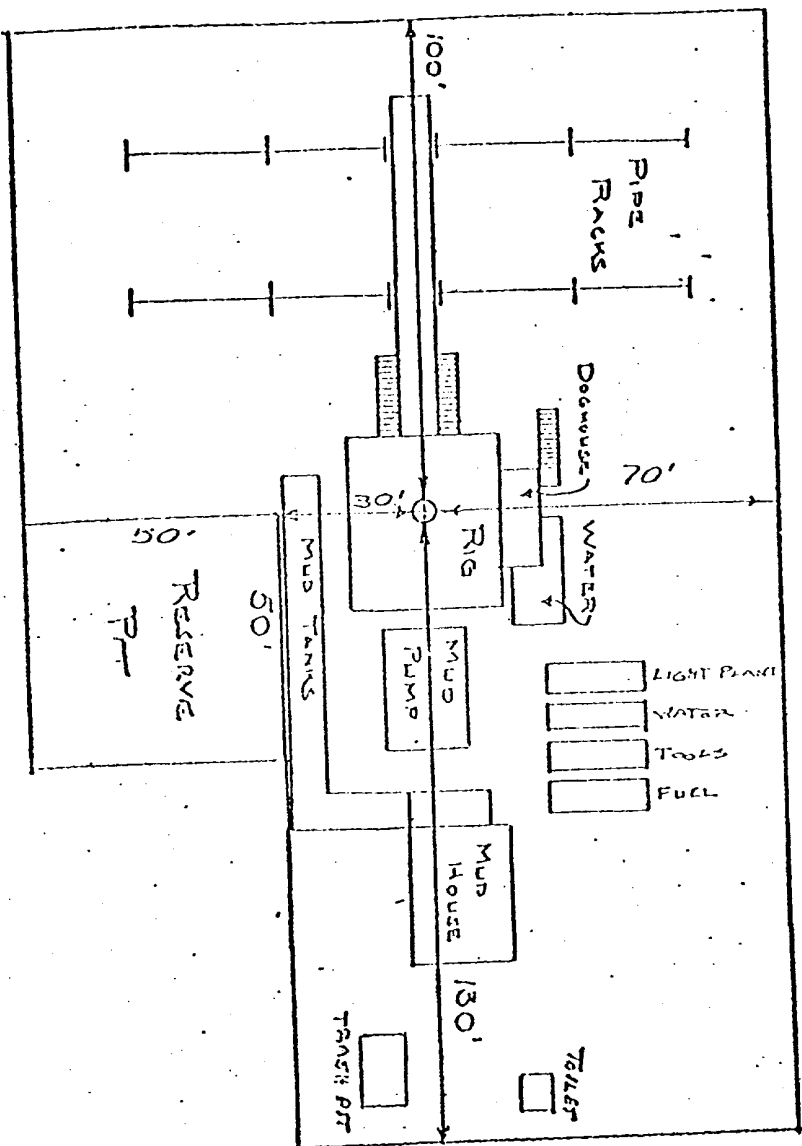 100'
PIPE
RACKS
DOGHOUSE
70'
WATER
30'
RIG
MUD
PUMP
MUD TANKS
50'
50'
RESERVE
PIT
LIGHT PLANT
WATER
TOOLS
FUEL
MUD
HOUSE
130'
TRASH PIT
TOILET